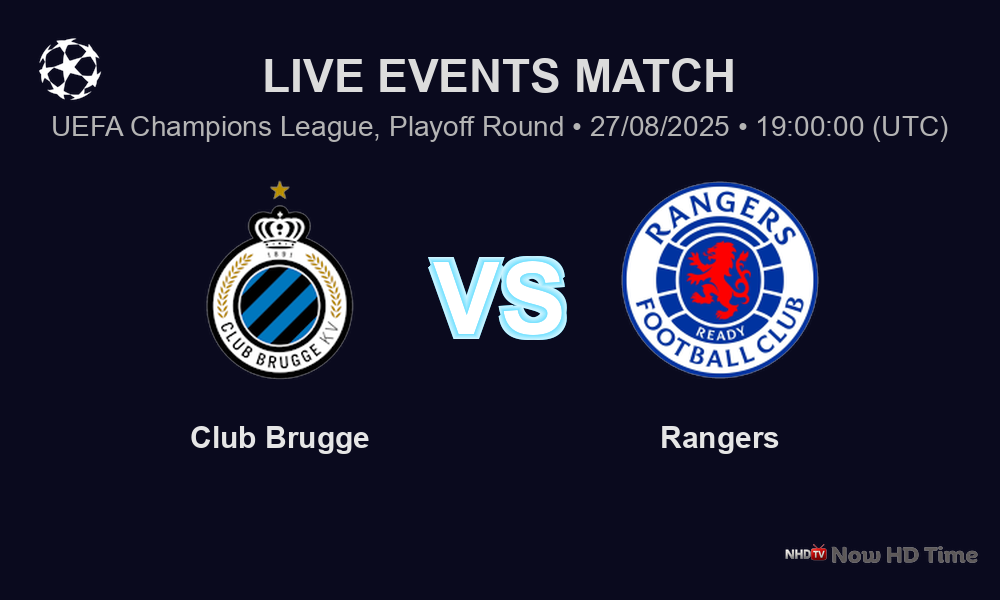 LIVE EVENTS MATCH
UEFA Champions League, Playoff Round • 27/08/2025 • 19:00:00 (UTC)
1891
CLUB BRUGGE KV
RANGERS
READY
FOOTBALL CLUB
VS
Club Brugge
Rangers
NHDTV Now HD Time